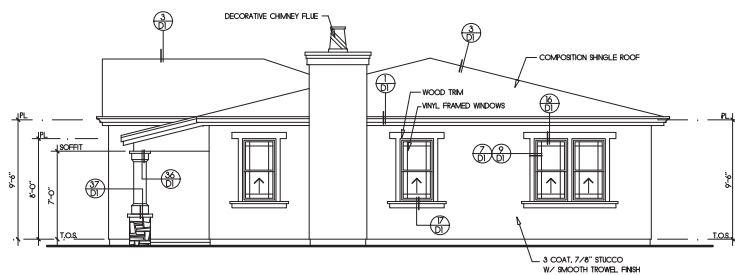 DECORATIVE CHIMNEY FLUE
3
D1
3
D1
COMPOSITION SHINGLE ROOF
1
D1
WOOD TRIM
VINYL FRAMED WINDOWS
16
D1
PL.
PL.
PL.
SOFFIT
7
D1
9
D1
36
D1
37
D1
9'-6"
8'-0"
7'-0"
9'-6"
17
D1
T.O.S.
T.O.S.
3 COAT, 7/8" STUCCO
W/ SMOOTH TROWEL FINISH